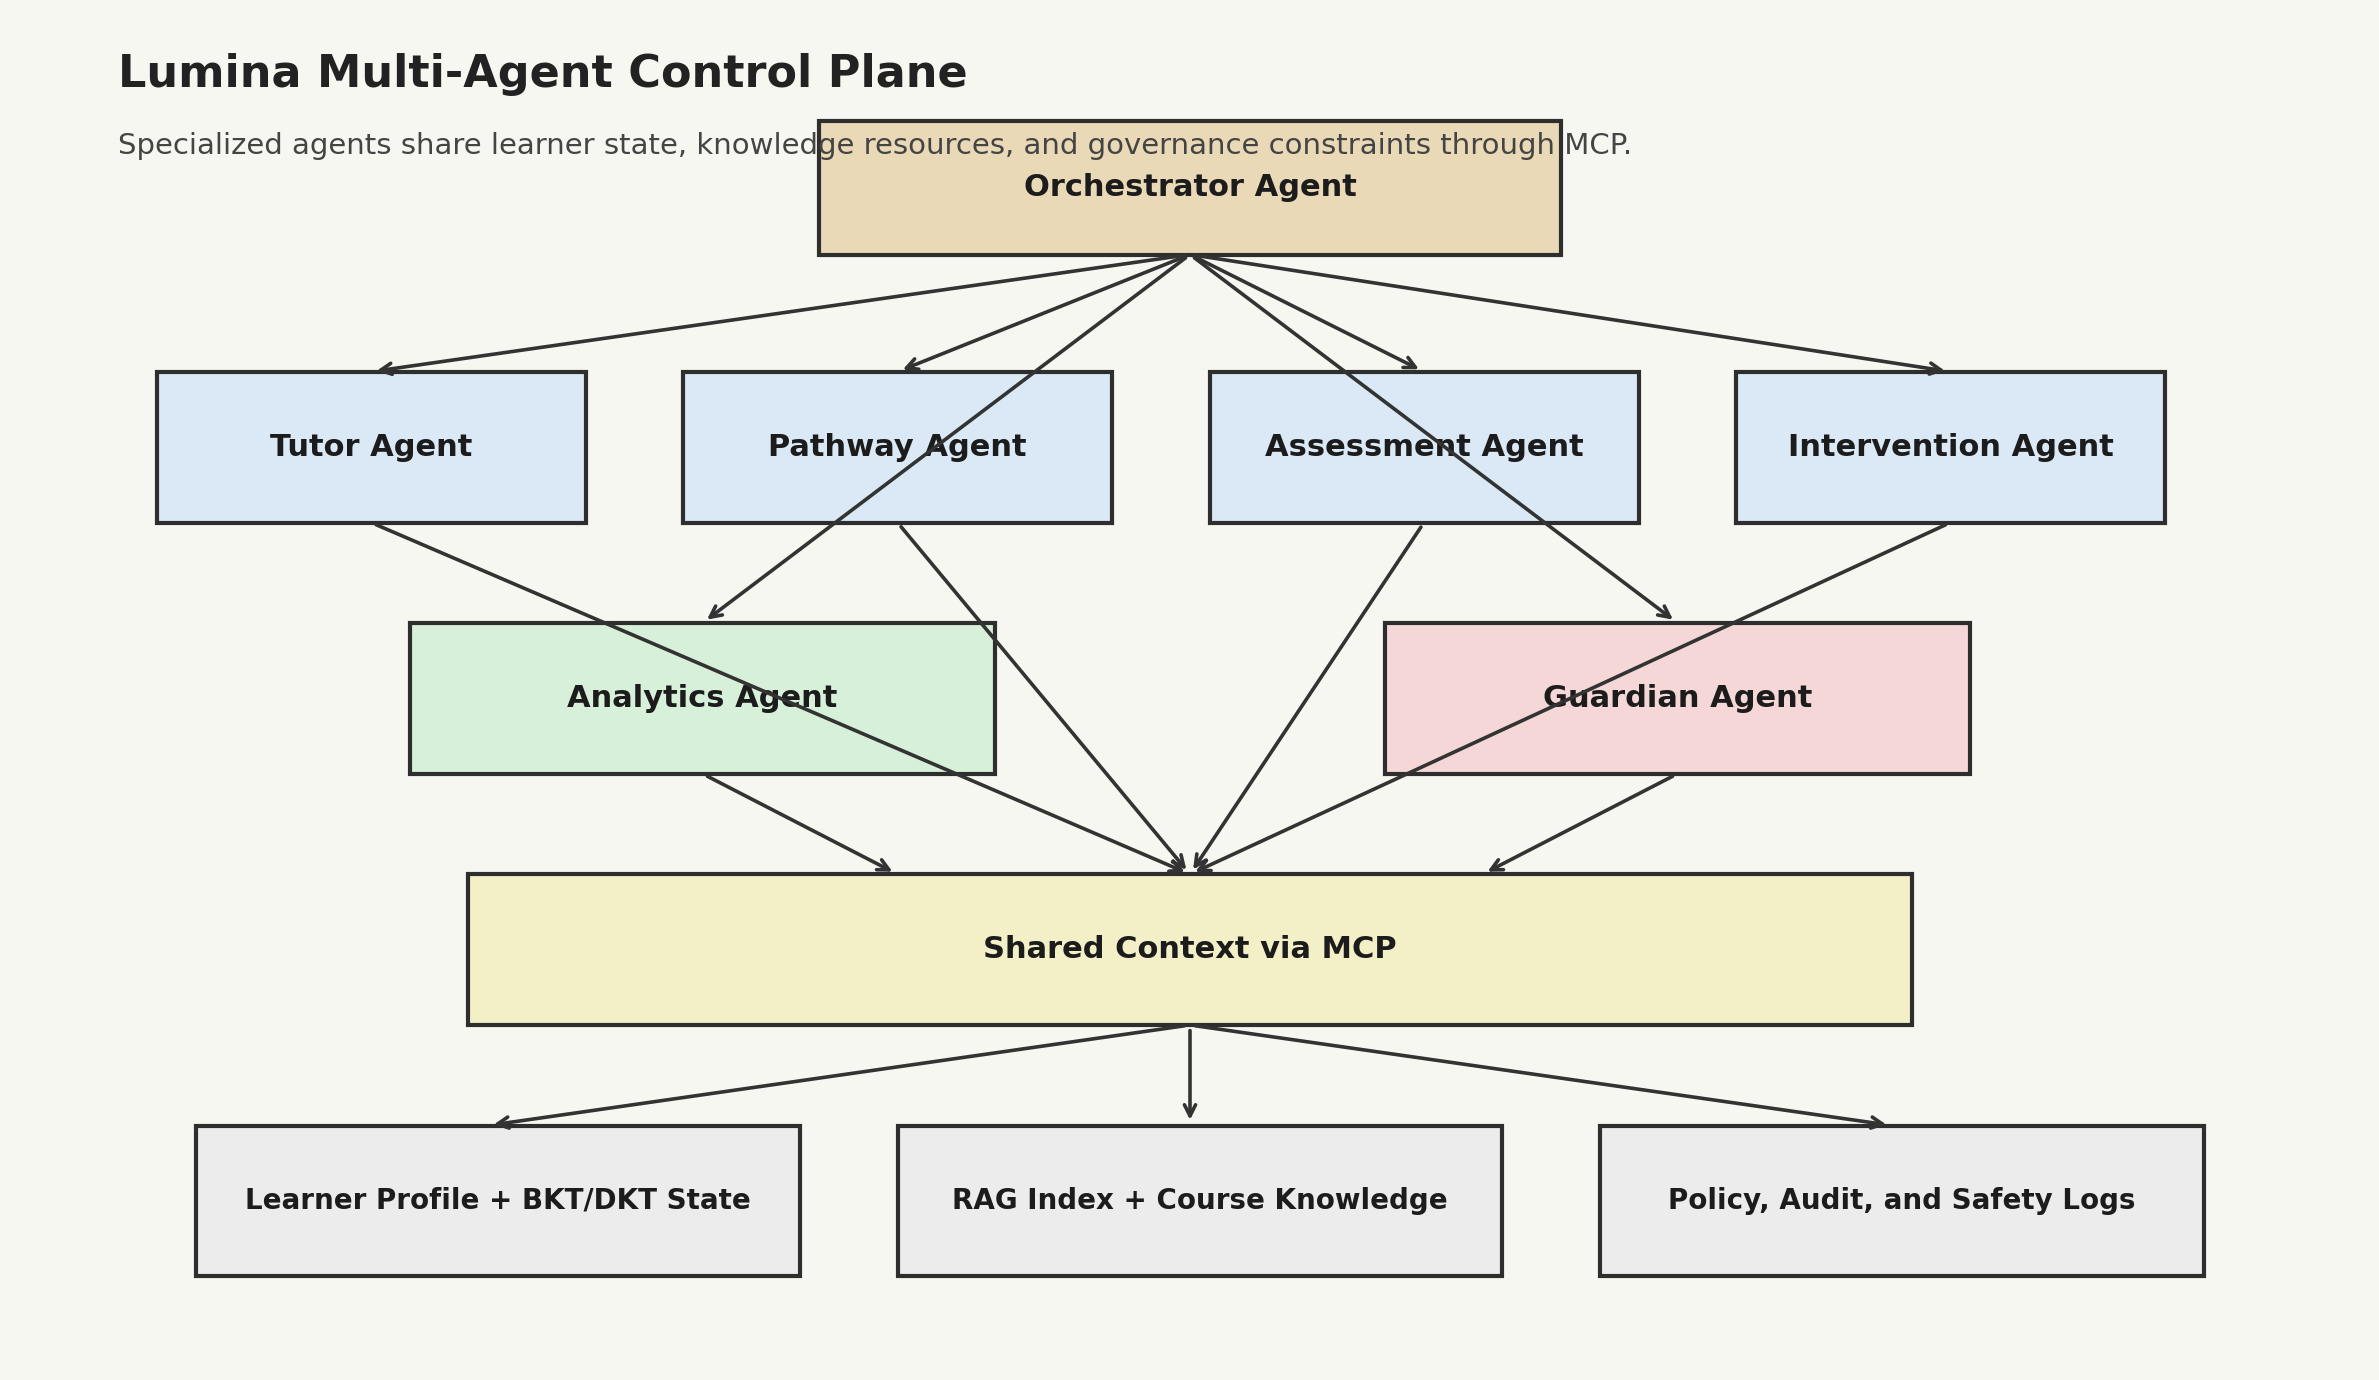 Lumina Multi-Agent Control Plane
Specialized agents share learner state, knowledge resources, and governance constraints through MCP.
Orchestrator Agent
Tutor Agent
Pathway Agent
Assessment Agent
Intervention Agent
Analytics Agent
Guardian Agent
Shared Context via MCP
Learner Profile + BKT/DKT State
RAG Index + Course Knowledge
Policy, Audit, and Safety Logs